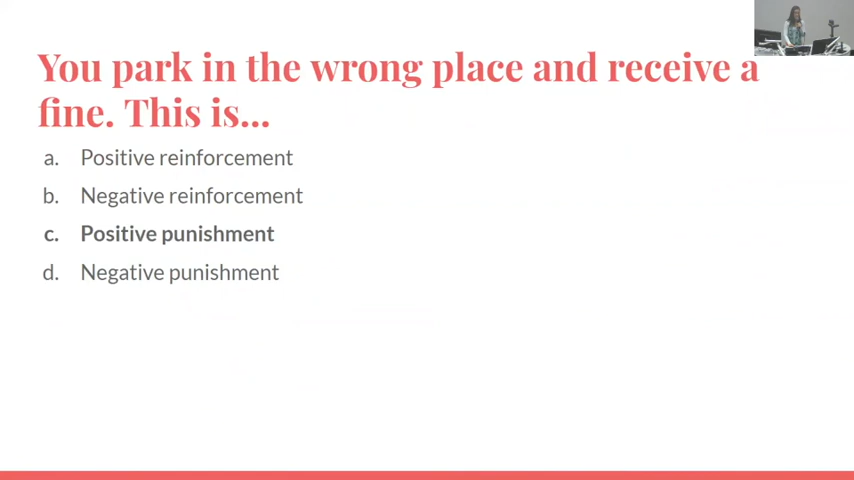 You park in the wrong place and receive a
fine. This is...
a. Positive reinforcement
b. Negative reinforcement
c. Positive punishment
d. Negative punishment